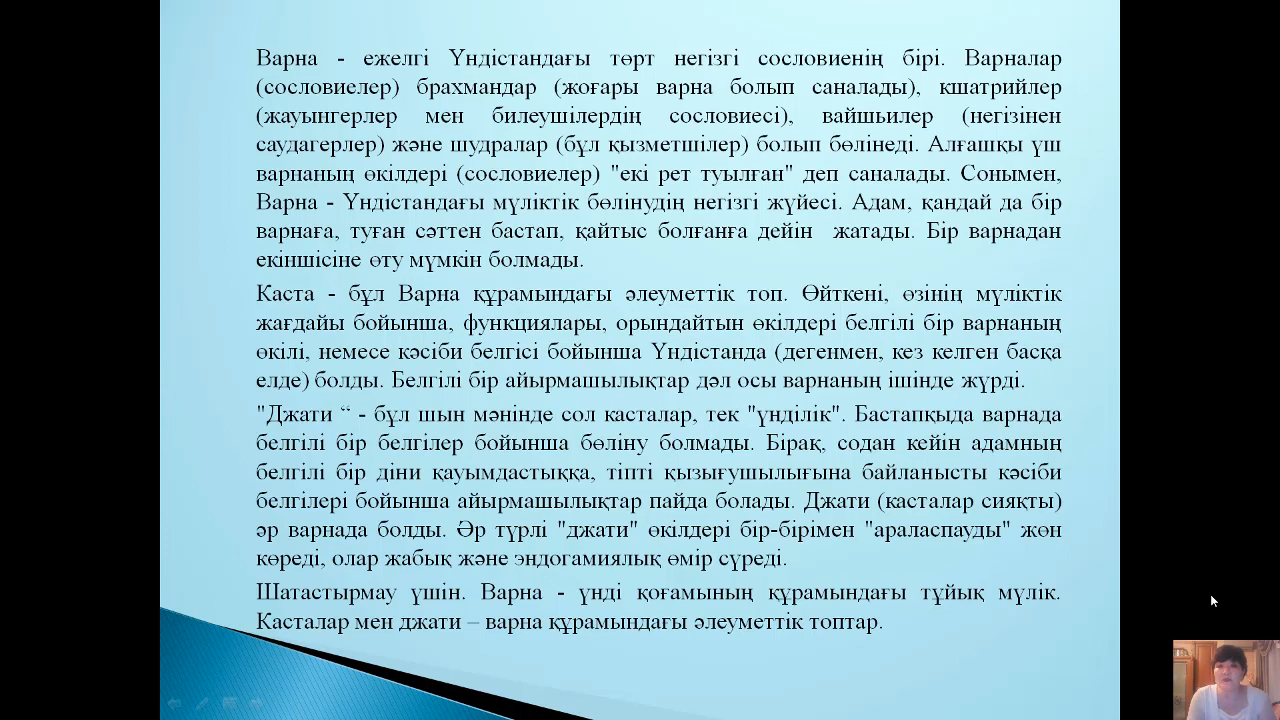 Варна - ежелгі Үндістандағы төрт негізгі сословиенің бірі. Варналар
(сословиелер) брахмандар (жоғары варна болып саналады), кшатрийлер
(жауынгерлер мен билеушілердің сословиесі), вайшьилер (негізінен
саудагерлер) және шудралар (бұл қызметшілер) болып бөлінеді. Алғашқы үш
варнаның өкілдері (сословиелер) "екі рет туылған" деп саналады. Сонымен,
Варна - Үндістандағы мүліктік бөлінудің негізгі жүйесі. Адам, қандай да бір
варнаға, туған сәттен бастап, қайтыс болғанға дейін жатады. Бір варнадан
екіншісіне өту мүмкін болмады.
Каста - бұл Варна құрамындағы әлеуметтік топ. Өйткені, өзінің мүліктік
жағдайы бойынша, функциялары, орындайтын өкілдері белгілі бір варнаның
өкілі, немесе кәсіби белгісі бойынша Үндістанда (дегенмен, кез келген басқа
елде) болды. Белгілі бір айырмашылықтар дәл осы варнаның ішінде жүрді.
"Джати “ - бұл шын мәнінде сол касталар, тек "үнділік". Бастапқыда варнада
белгілі бір белгілер бойынша бөліну болмады. Бірақ, содан кейін адамның
белгілі бір діни қауымдастыққа, тіпті қызығушылығына байланысты кәсіби
белгілері бойынша айырмашылықтар пайда болады. Джати (касталар сияқты)
әр варнада болды. Әр түрлі "джати" өкілдері бір-бірімен "араласпауды" жөн
көреді, олар жабық және эндогамиялық өмір сүреді.
Шатастырмау үшін. Варна - үнді қоғамының құрамындағы тұйық мүлік.
Касталар мен джати – варна құрамындағы әлеуметтік топтар.